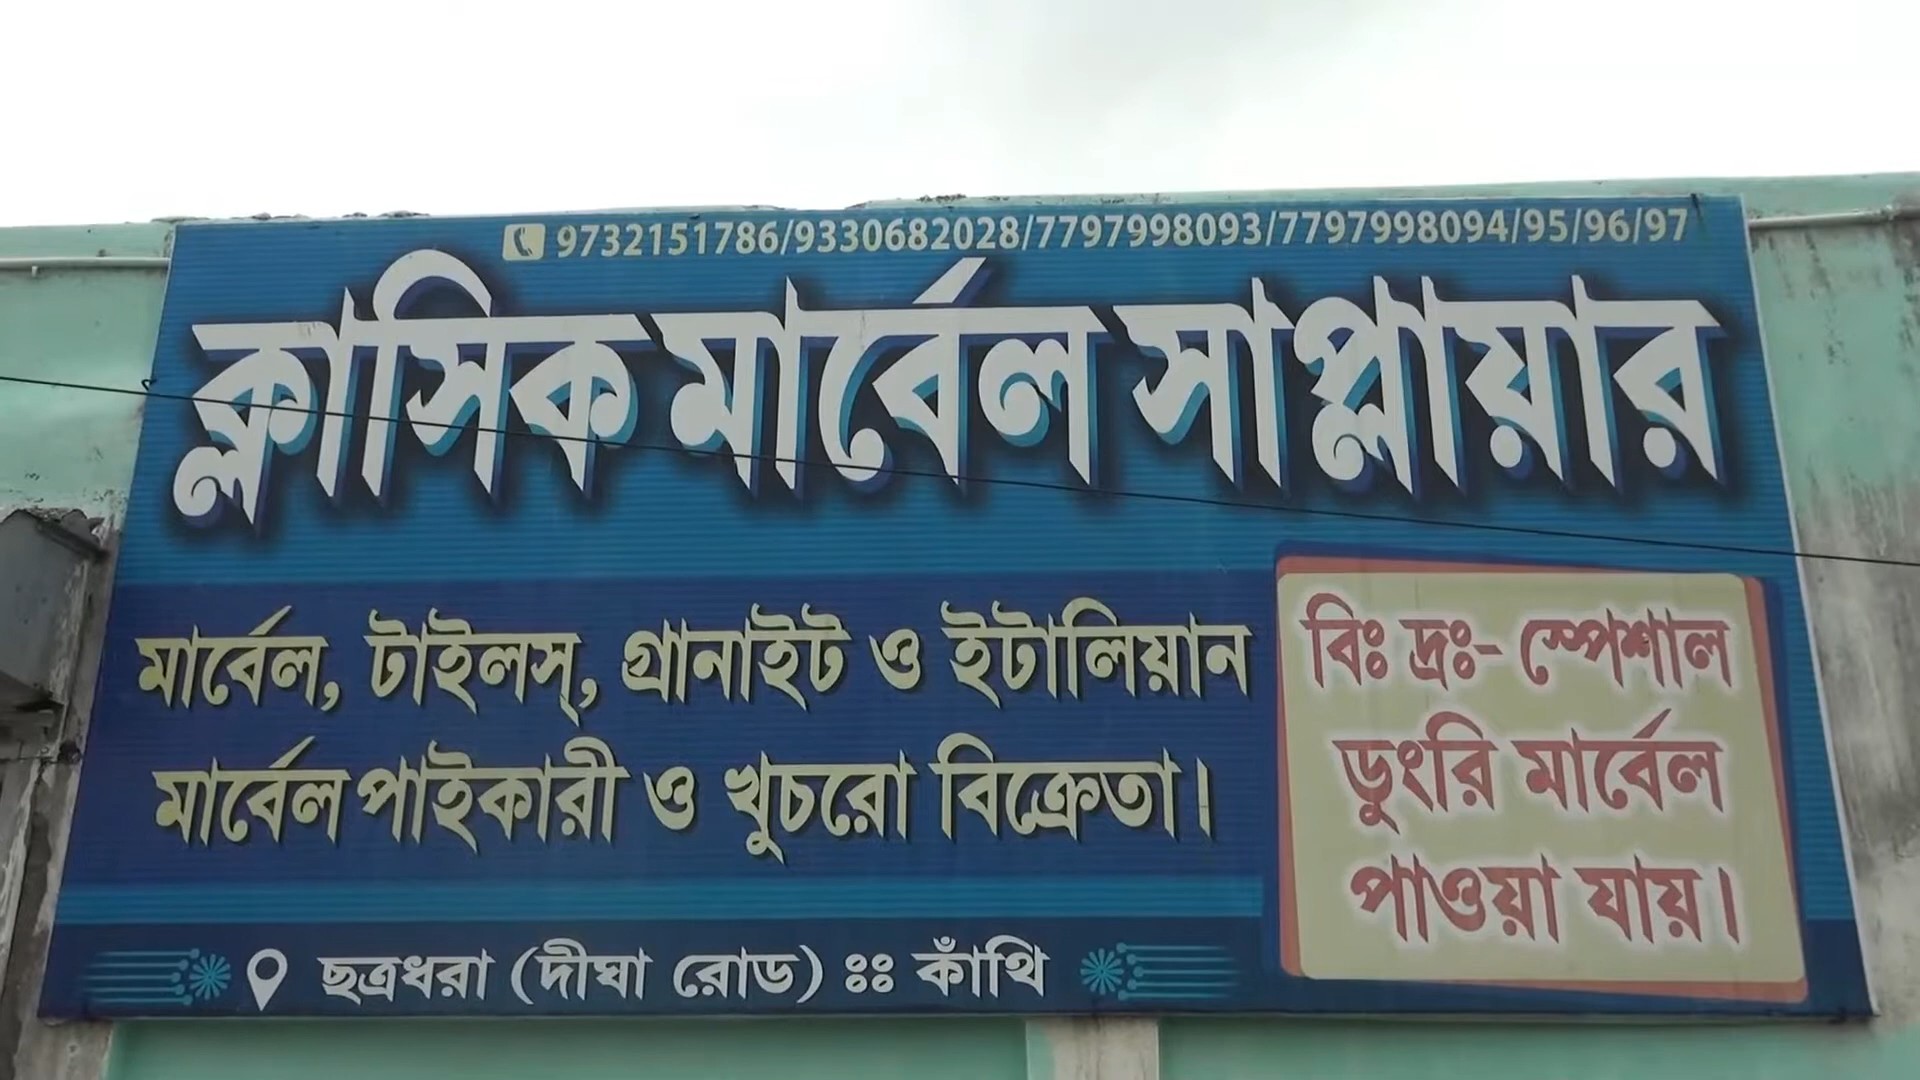 9732151786/9330682028/7797998093/7797998094/95/96/97
ক্লাসিক মার্বেল সাপ্লায়ার
মার্বেল, টাইলস্, গ্রানাইট ও ইটালিয়ান
মার্বেল পাইকারী ও খুচরো বিক্রেতা।
বিঃ দ্রঃ- স্পেশাল
ডুংরি মার্বেল
পাওয়া যায়।
ছত্রধরা (দীঘা রোড) ঃঃ কাঁথি